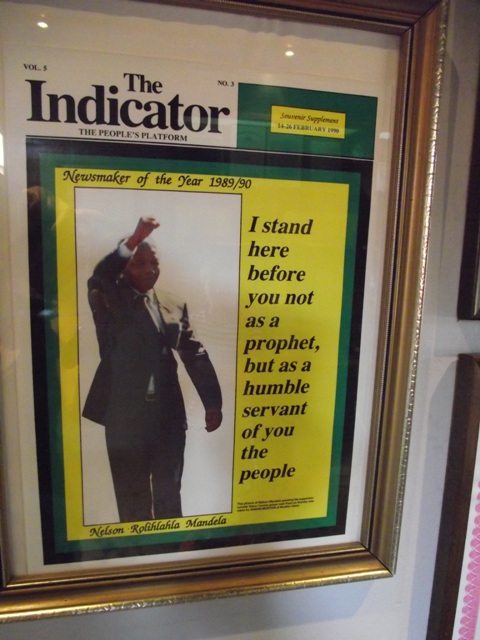 VOL. 5
NO. 3
The
Indicator
THE PEOPLE'S PLATFORM
Souvenir Supplement
14-26 FEBRUARY 1990
Newsmaker of the Year 1989/90
I stand
here
before
you not
as a
prophet,
but as a
humble
servant
of you
the
people
Nelson Rolihlahla Mandela